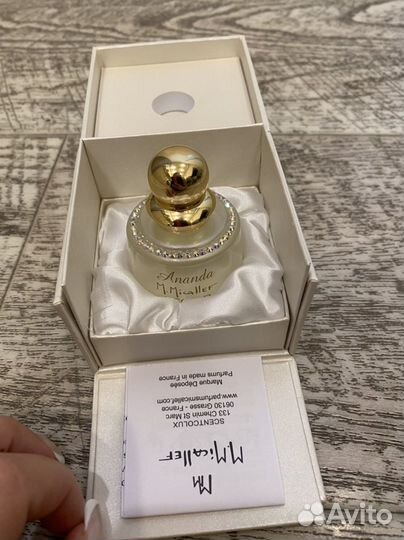 Ananda
M.Micallef
MM
M.Micallef
SCENTCOLUX
133 Chemin St Marc
06130 Grasse - France
www.parfumsmicallef.com
Marque Déposée
Parfums made in France
Avito